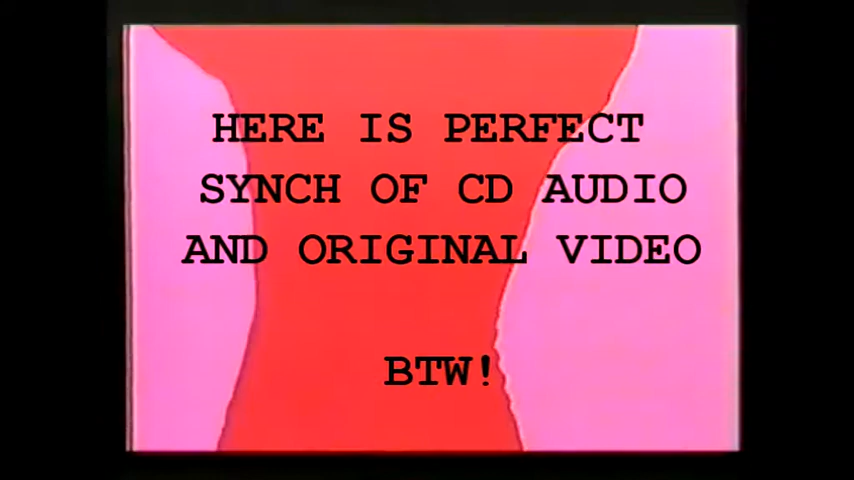 HERE IS PERFECT
SYNCH OF CD AUDIO
AND ORIGINAL VIDEO
BTW!